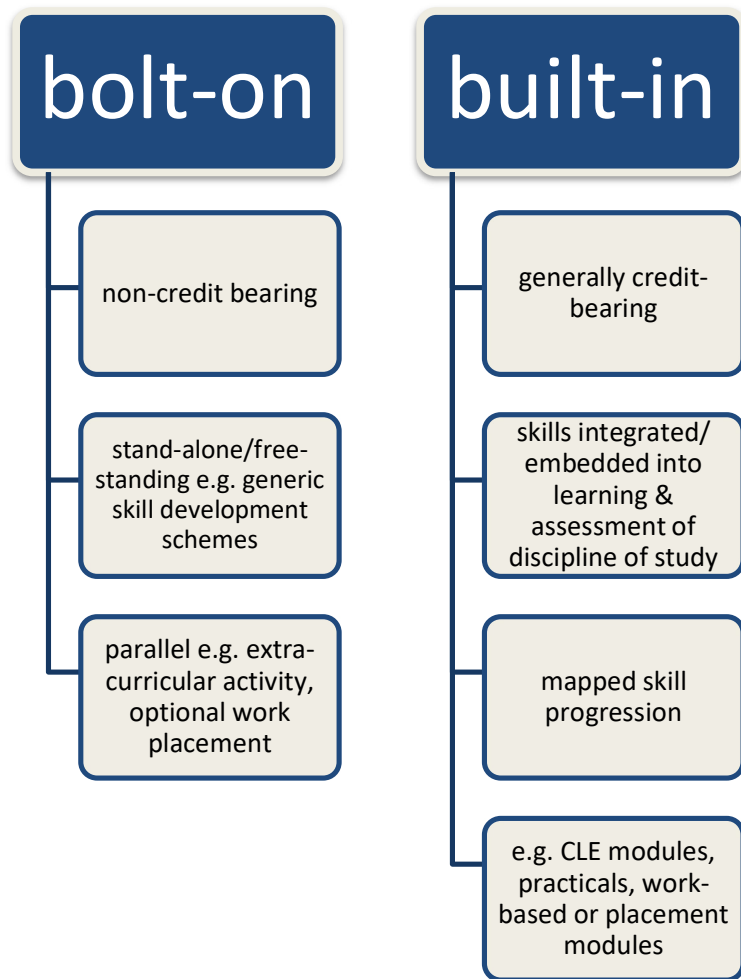 bolt-on
non-credit bearing
stand-alone/free-
standing e.g. generic
skill development
schemes
parallel e.g. extra-
curricular activity,
optional work
placement
built-in
generally credit-
bearing
skills integrated/
embedded into
learning &
assessment of
discipline of study
mapped skill
progression
e.g. CLE modules,
practicals, work-
based or placement
modules